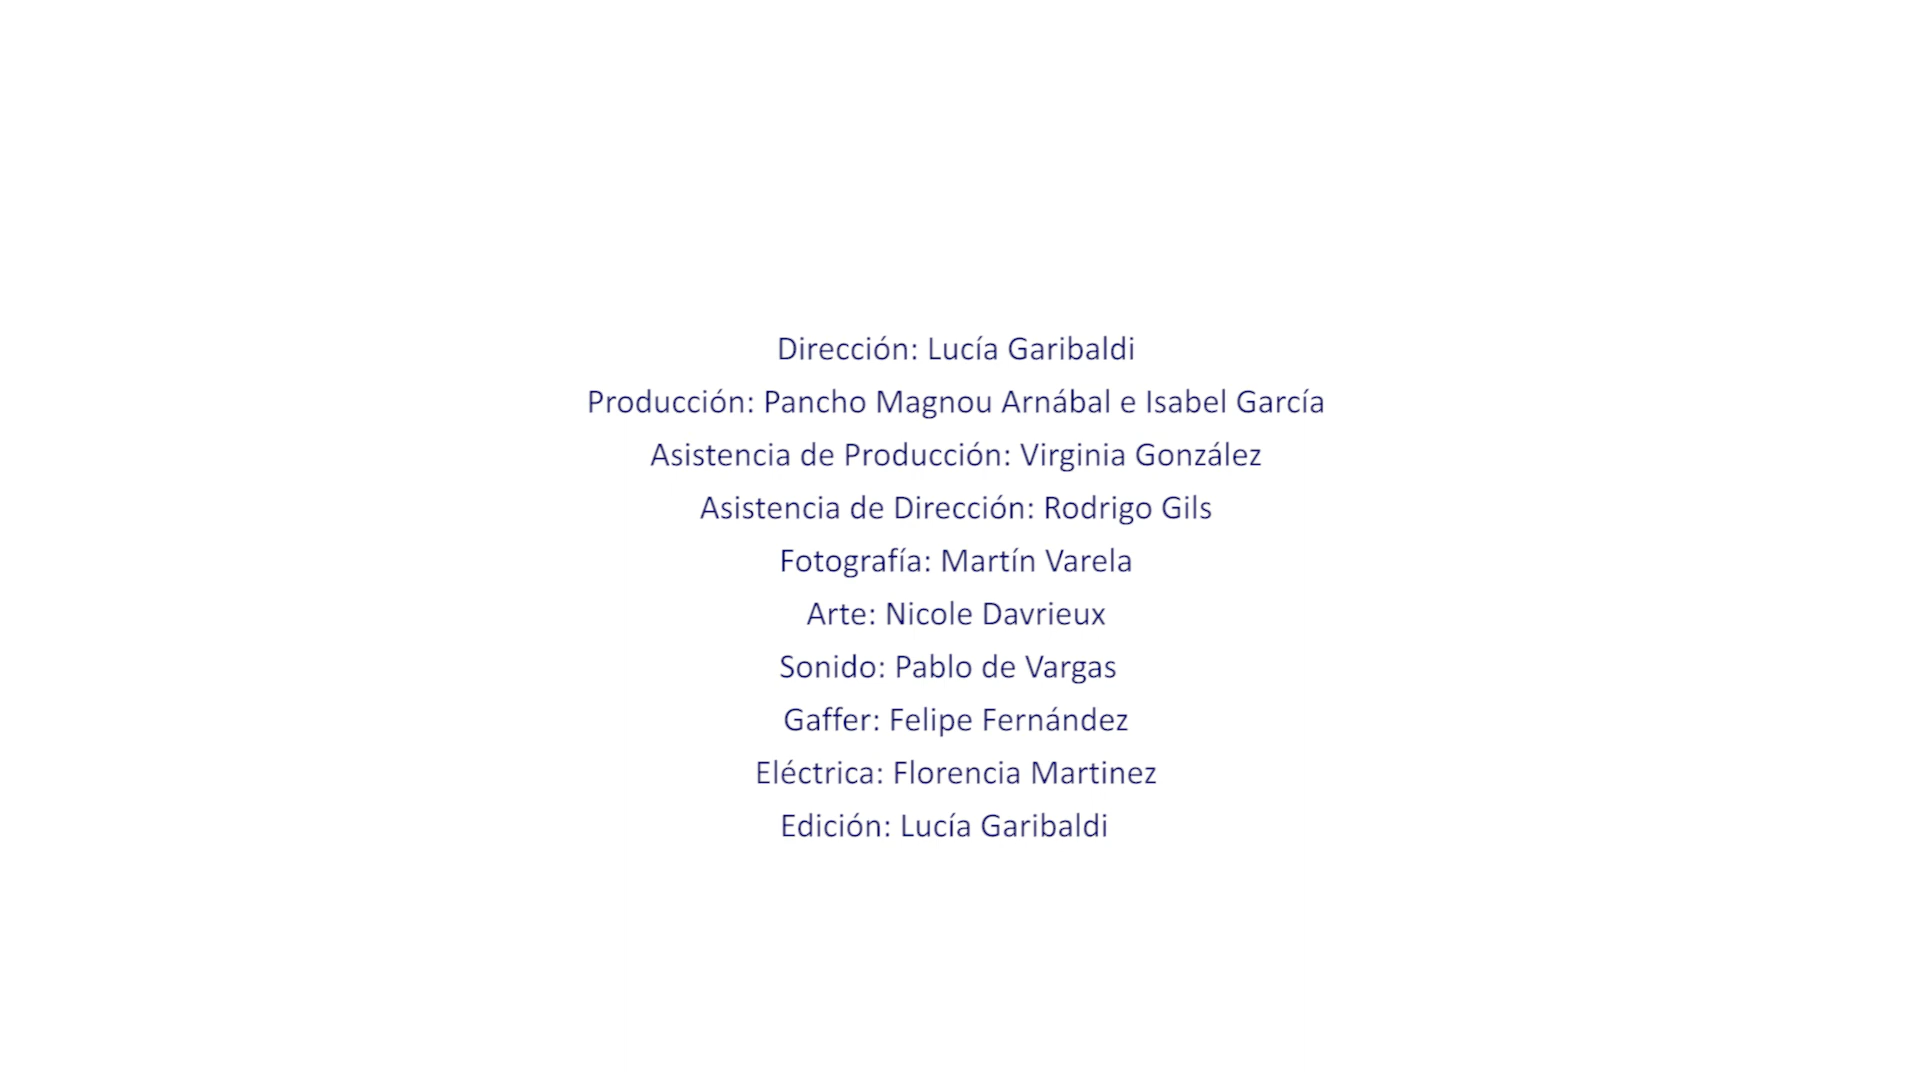 Dirección: Lucía Garibaldi
Producción: Pancho Magnou Arnábal e Isabel García
Asistencia de Producción: Virginia González
Asistencia de Dirección: Rodrigo Gils
Fotografía: Martín Varela
Arte: Nicole Davrieux
Sonido: Pablo de Vargas
Gaffer: Felipe Fernández
Eléctrica: Florencia Martinez
Edición: Lucía Garibaldi